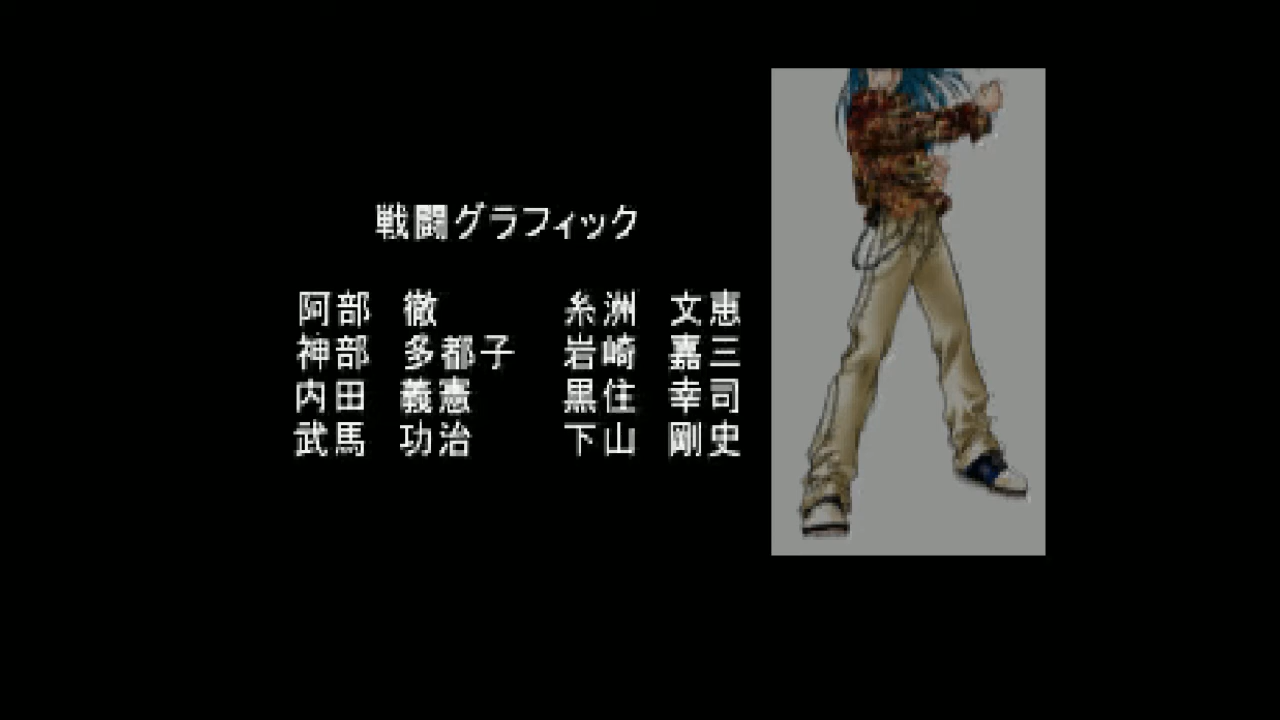 戦闘グラフィック
阿部 徹 糸洲 文恵
神部 多都子 岩崎 嘉三
内田 義憲 黒住 幸司
武馬 功治 下山 剛史